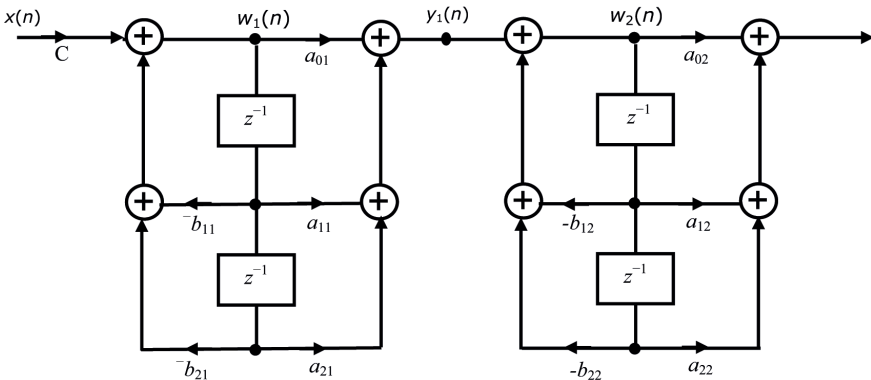 x(n) w₁(n) y₁(n) w₂(n)
C a₀₁ a₀₂
z⁻¹ z⁻¹
⁻b₁₁ a₁₁ -b₁₂ a₁₂
z⁻¹ z⁻¹
⁻b₂₁ a₂₁ -b₂₂ a₂₂